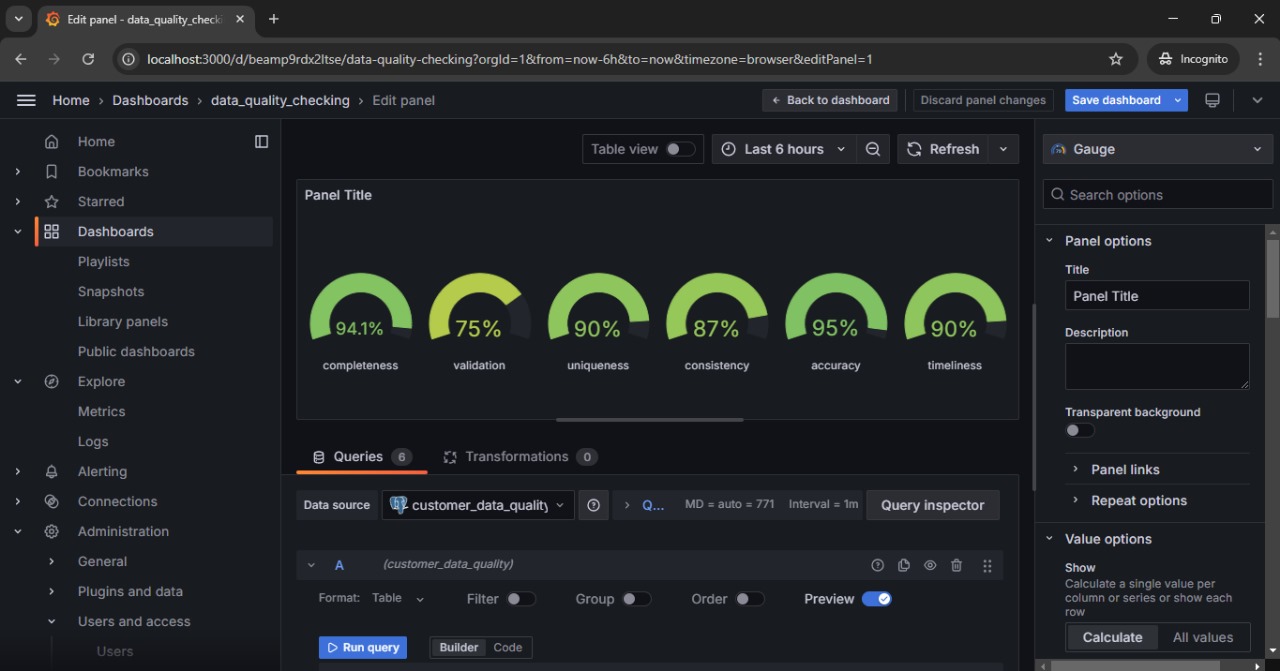 Edit panel - data_quality_check
localhost:3000/d/beamp9rdx2ltse/data-quality-checking?orgId=1&from=now-6h&to=now&timezone=browser&editPanel=1
Incognito
Home › Dashboards › data_quality_checking › Edit panel
Back to dashboard
Discard panel changes
Save dashboard
Home
Bookmarks
Starred
Dashboards
Playlists
Snapshots
Library panels
Public dashboards
Explore
Metrics
Logs
Alerting
Connections
Administration
General
Plugins and data
Users and access
Users
Table view
Last 6 hours
Refresh
Panel Title
94.1% 75% 90% 87% 95% 90%
completeness validation uniqueness consistency accuracy timeliness
Queries 6 Transformations 0
Data source customer_data_quality Q... MD = auto = 771 Interval = 1m Query inspector
A (customer_data_quality)
Format: Table Filter Group Order Preview
Run query Builder Code
Gauge
Search options
Panel options
Title
Panel Title
Description
Transparent background
Panel links
Repeat options
Value options
Show
Calculate a single value per
column or series or show each
row
Calculate All values